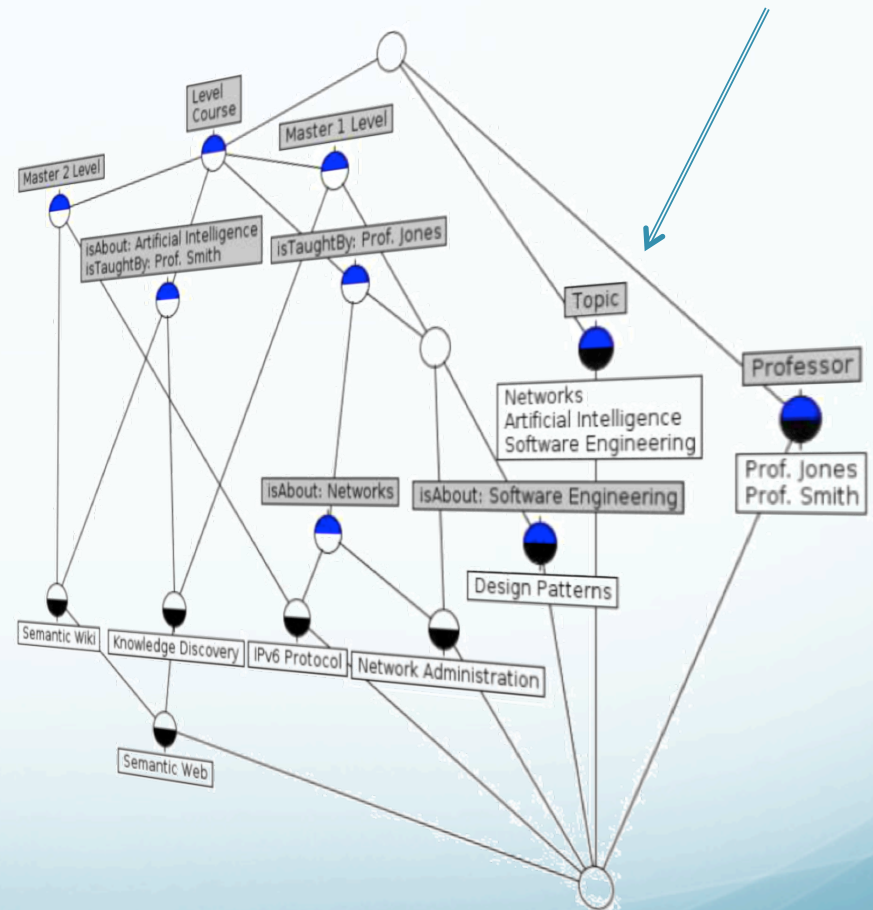 Level
Course
Master 1 Level
Master 2 Level
isAbout: Artificial Intelligence
isTaughtBy: Prof. Smith
isTaughtBy: Prof. Jones
Topic
Networks
Artificial Intelligence
Software Engineering
Professor
Prof. Jones
Prof. Smith
isAbout: Networks
isAbout: Software Engineering
Design Patterns
Semantic Wiki
Knowledge Discovery
IPv6 Protocol
Network Administration
Semantic Web